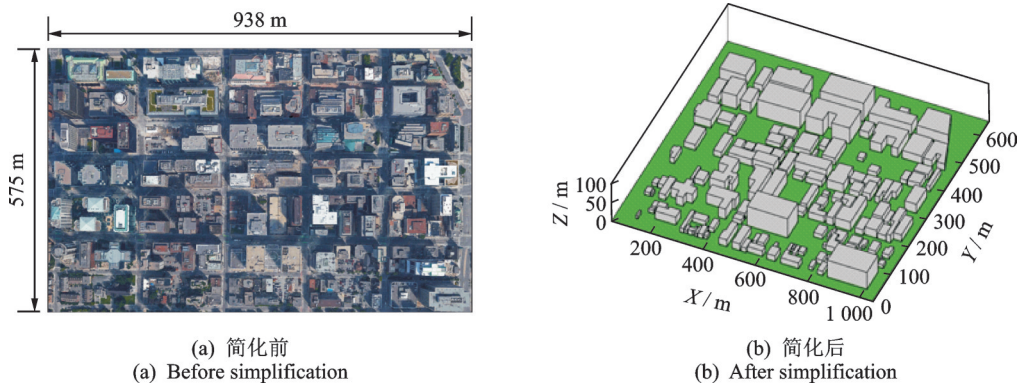 938 m
575 m
(a) 简化前
(a) Before simplification
Z / m
100
50
0
200
400
600
800
1 000
X / m
0
100
200
300
400
500
600
Y / m
(b) 简化后
(b) After simplification